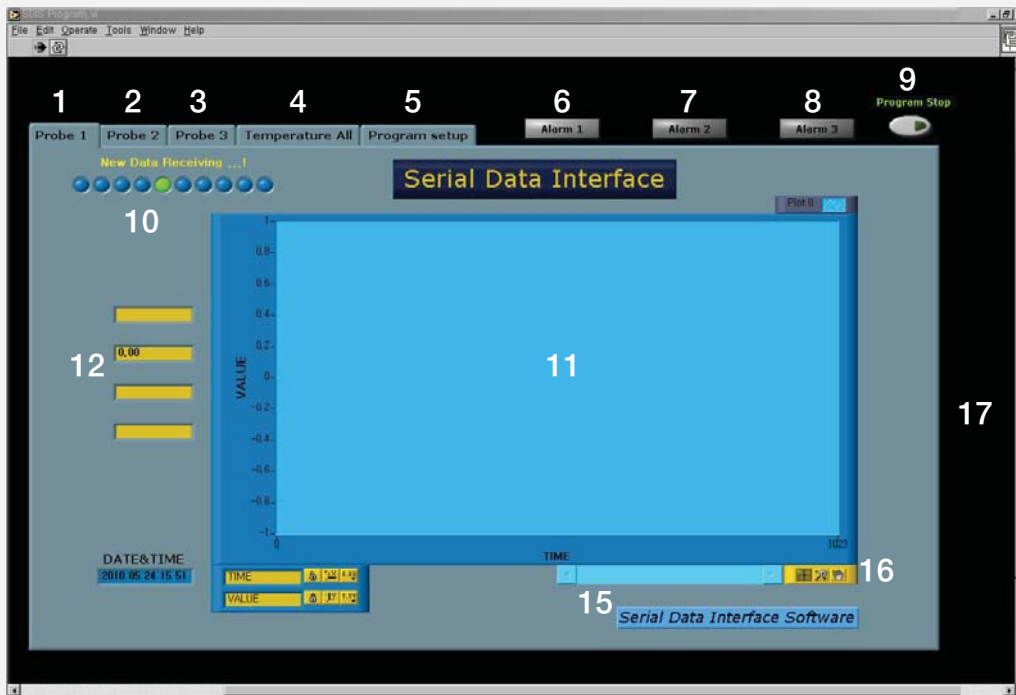 SDIS Program, vi
File Edit Operate Tools Window Help
1 2 3 4 5 6 7 8 9
Program Stop
Probe 1 Probe 2 Probe 3 Temperature All Program setup Alarm 1 Alarm 2 Alarm 3
New Data Receiving ...!
Serial Data Interface
10
Plot 0
1
0.8
0.6
0.4
0.2
0
-0.2
-0.4
-0.6
-0.8
-1
VALUE
11
12
0.00
17
0 1023
TIME
DATE&TIME
2010 05 24 15 51
TIME
VALUE
15
16
Serial Data Interface Software